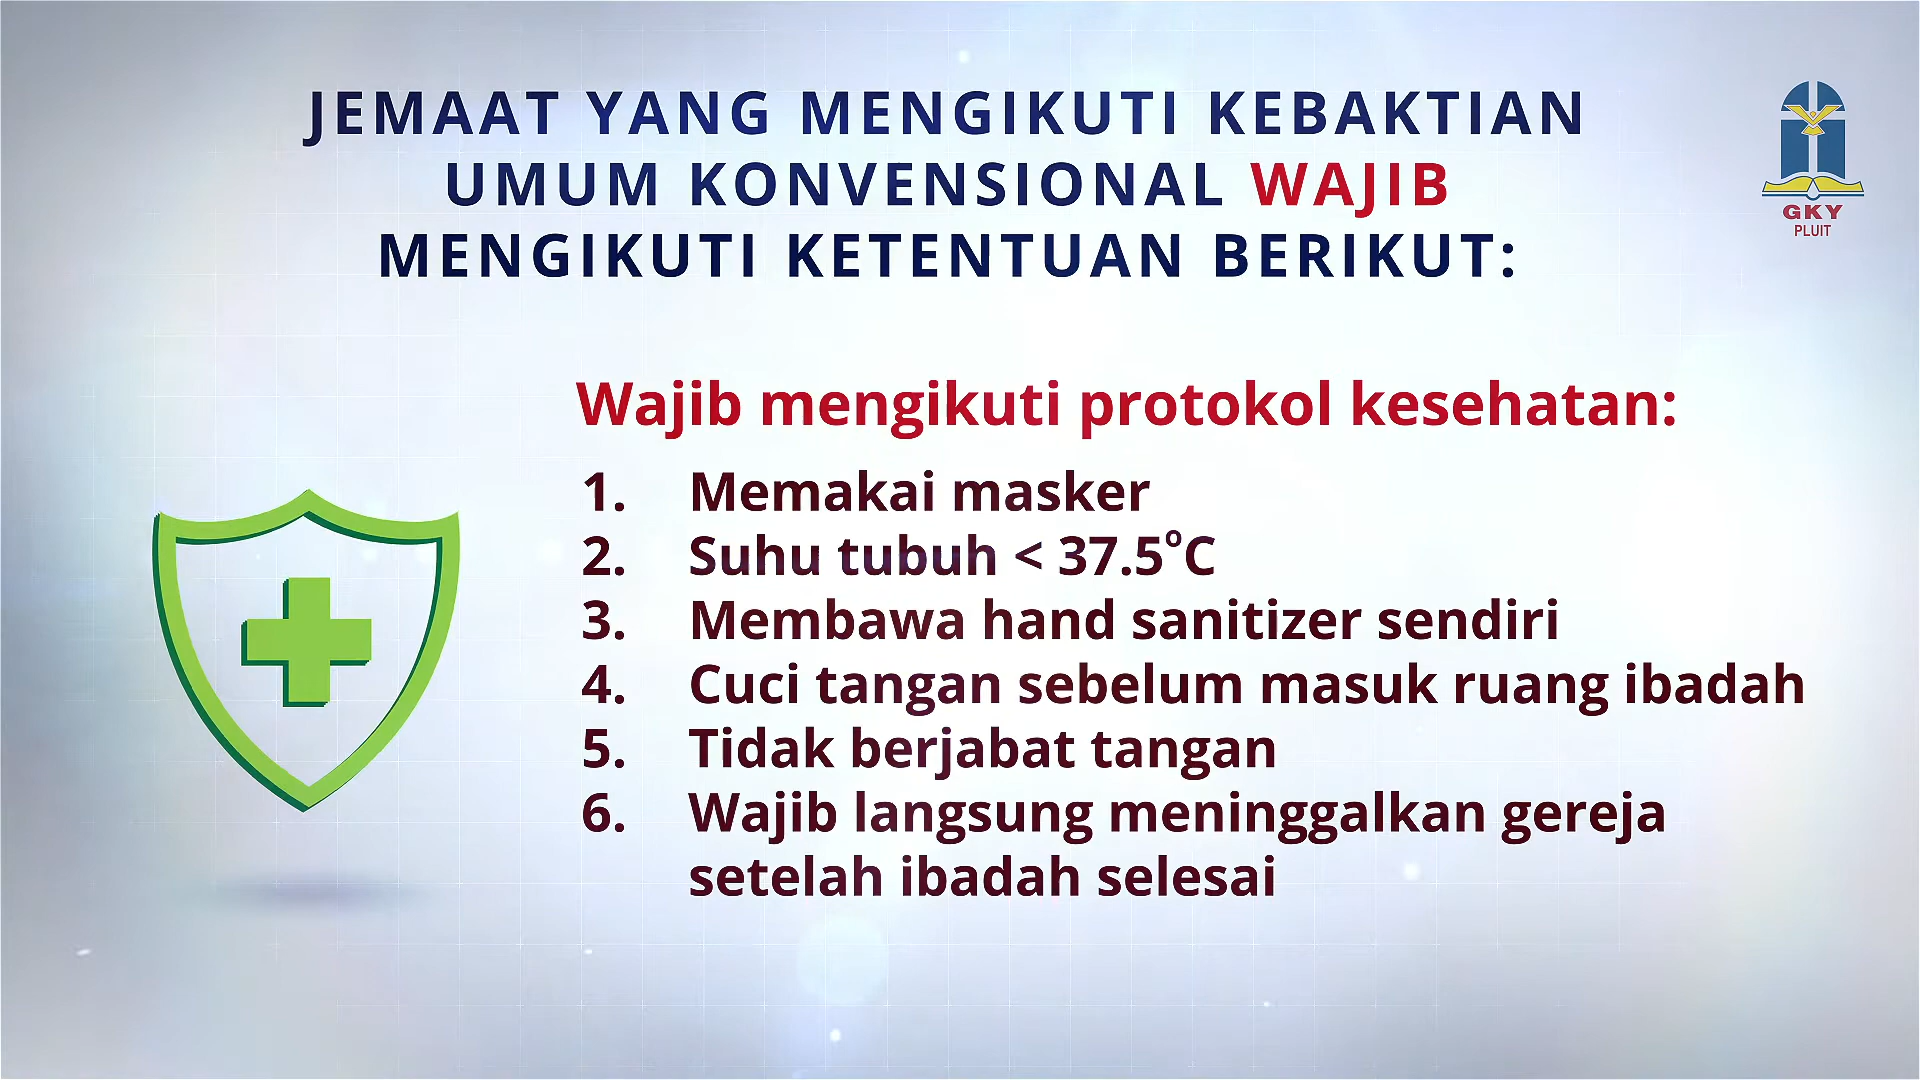 JEMAAT YANG MENGIKUTI KEBAKTIAN
UMUM KONVENSIONAL WAJIB
MENGIKUTI KETENTUAN BERIKUT:
GKY
PLUIT
Wajib mengikuti protokol kesehatan:
1. Memakai masker
2. Suhu tubuh < 37.5°C
3. Membawa hand sanitizer sendiri
4. Cuci tangan sebelum masuk ruang ibadah
5. Tidak berjabat tangan
6. Wajib langsung meninggalkan gereja
setelah ibadah selesai